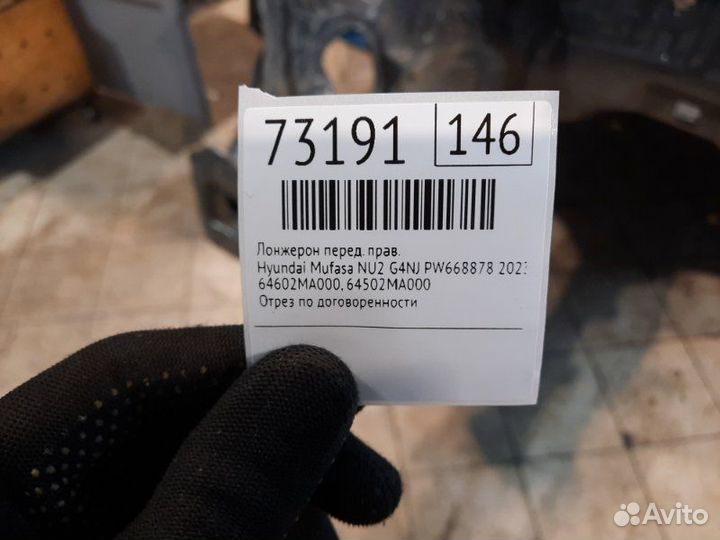 73191 146
Лонжерон перед. прав.
Hyundai Mufasa NU2 G4NJ PW668878 2023
64602MA000, 64502MA000
Отрез по договоренности
Avito